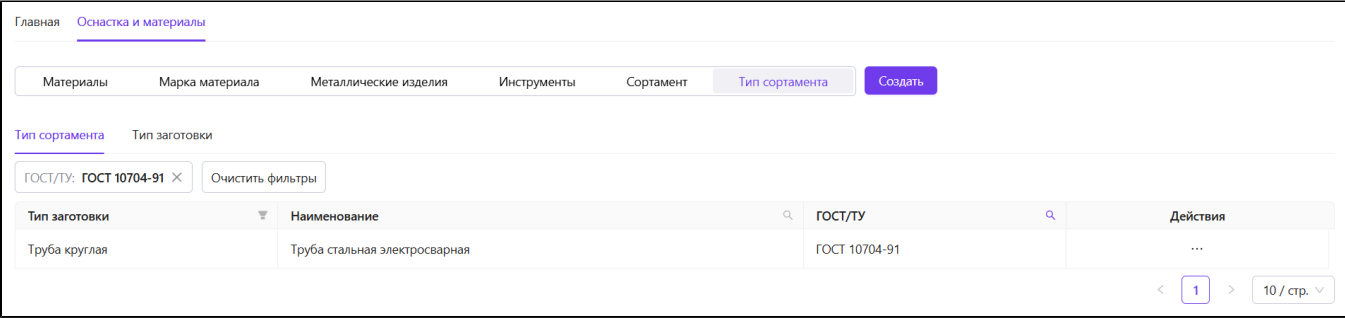 Главная Оснастка и материалы
Материалы Марка материала Металлические изделия Инструменты Сортамент Тип сортамента Создать
Тип сортамента Тип заготовки
ГОСТ/ТУ: ГОСТ 10704-91 Очистить фильтры
Тип заготовки Наименование ГОСТ/ТУ Действия
Труба круглая Труба стальная электросварная ГОСТ 10704-91 ···
< 1 > 10 / стр.